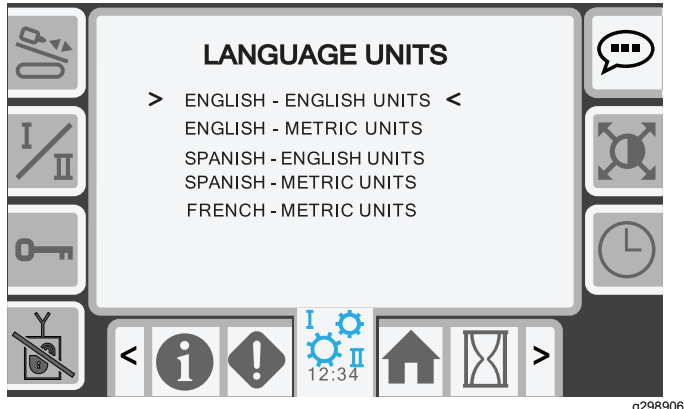 LANGUAGE UNITS
> ENGLISH - ENGLISH UNITS <
ENGLISH - METRIC UNITS
SPANISH - ENGLISH UNITS
SPANISH - METRIC UNITS
FRENCH - METRIC UNITS
I
II
I
II
12:34
<
i
!
>
g298906